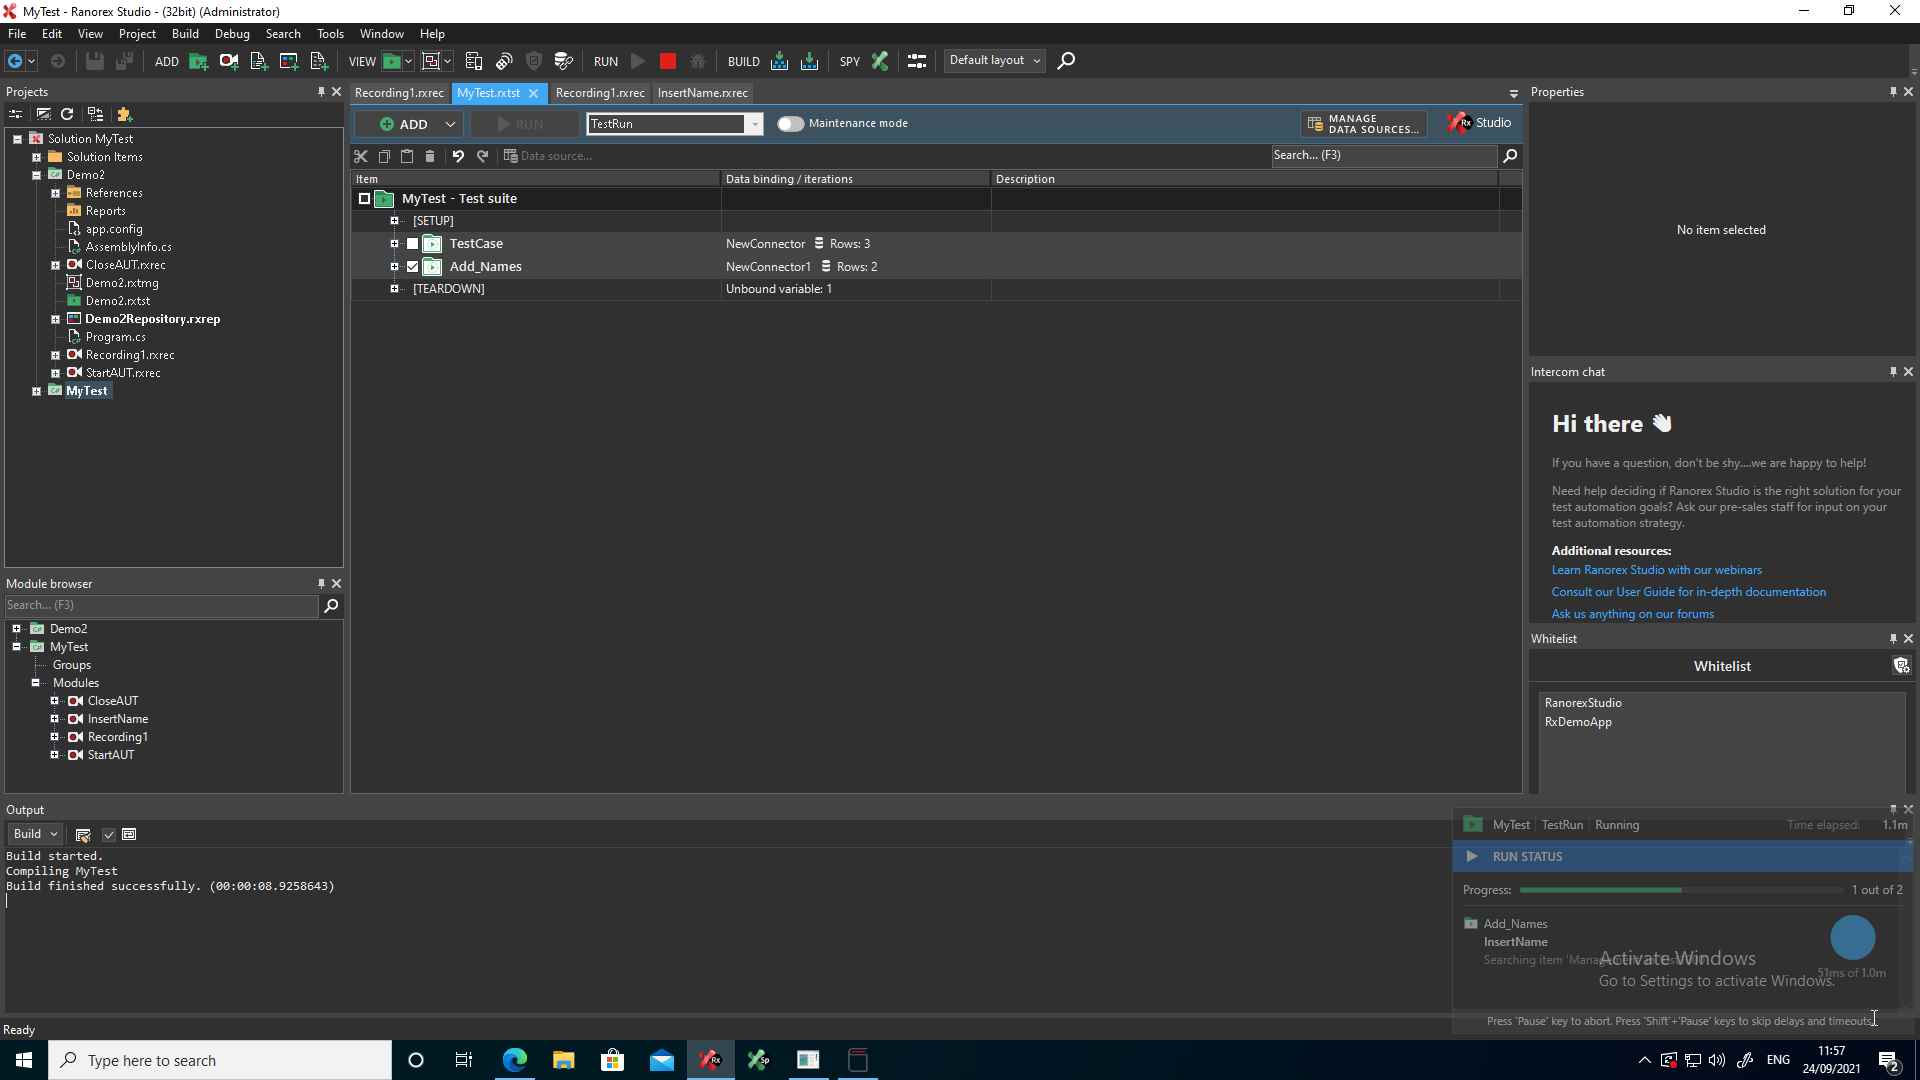 MyTest - Ranorex Studio - (32bit) (Administrator)
File Edit View Project Build Debug Search Tools Window Help
ADD VIEW RUN BUILD SPY Default layout
Projects
Solution MyTest
Solution Items
Demo2
References
Reports
app.config
AssemblyInfo.cs
CloseAUT.rxrec
Demo2.rxtmg
Demo2.rxtst
Demo2Repository.rxrep
Program.cs
Recording1.rxrec
StartAUT.rxrec
MyTest
Module browser
Search... (F3)
Demo2
MyTest
Groups
Modules
CloseAUT
InsertName
Recording1
StartAUT
Recording1.rxrec MyTest.rxtst Recording1.rxrec InsertName.rxrec
ADD RUN TestRun Maintenance mode MANAGE DATA SOURCES... Rx Studio
Data source... Search... (F3)
Item Data binding / iterations Description
MyTest - Test suite
[SETUP]
TestCase NewConnector Rows: 3
Add_Names NewConnector1 Rows: 2
[TEARDOWN] Unbound variable: 1
Properties
No item selected
Intercom chat
Hi there
If you have a question, don't be shy....we are happy to help!
Need help deciding if Ranorex Studio is the right solution for your
test automation goals? Ask our pre-sales staff for input on your
test automation strategy.
Additional resources:
Learn Ranorex Studio with our webinars
Consult our User Guide for in-depth documentation
Ask us anything on our forums
Whitelist
Whitelist
RanorexStudio
RxDemoApp
Output
Build
Build started.
Compiling MyTest
Build finished successfully. (00:00:08.9258643)
MyTest TestRun Running Time elapsed: 1.1m
RUN STATUS
Progress: 1 out of 2
Add_Names
InsertName
Searching item
Activate Windows
51ms of 1.0m
Go to Settings to activate Windows.
Press 'Pause' key to abort. Press 'Shift'+'Pause' keys to skip delays and timeouts.
Ready
Type here to search
Rx
Sp
ENG
11:57
24/09/2021
2